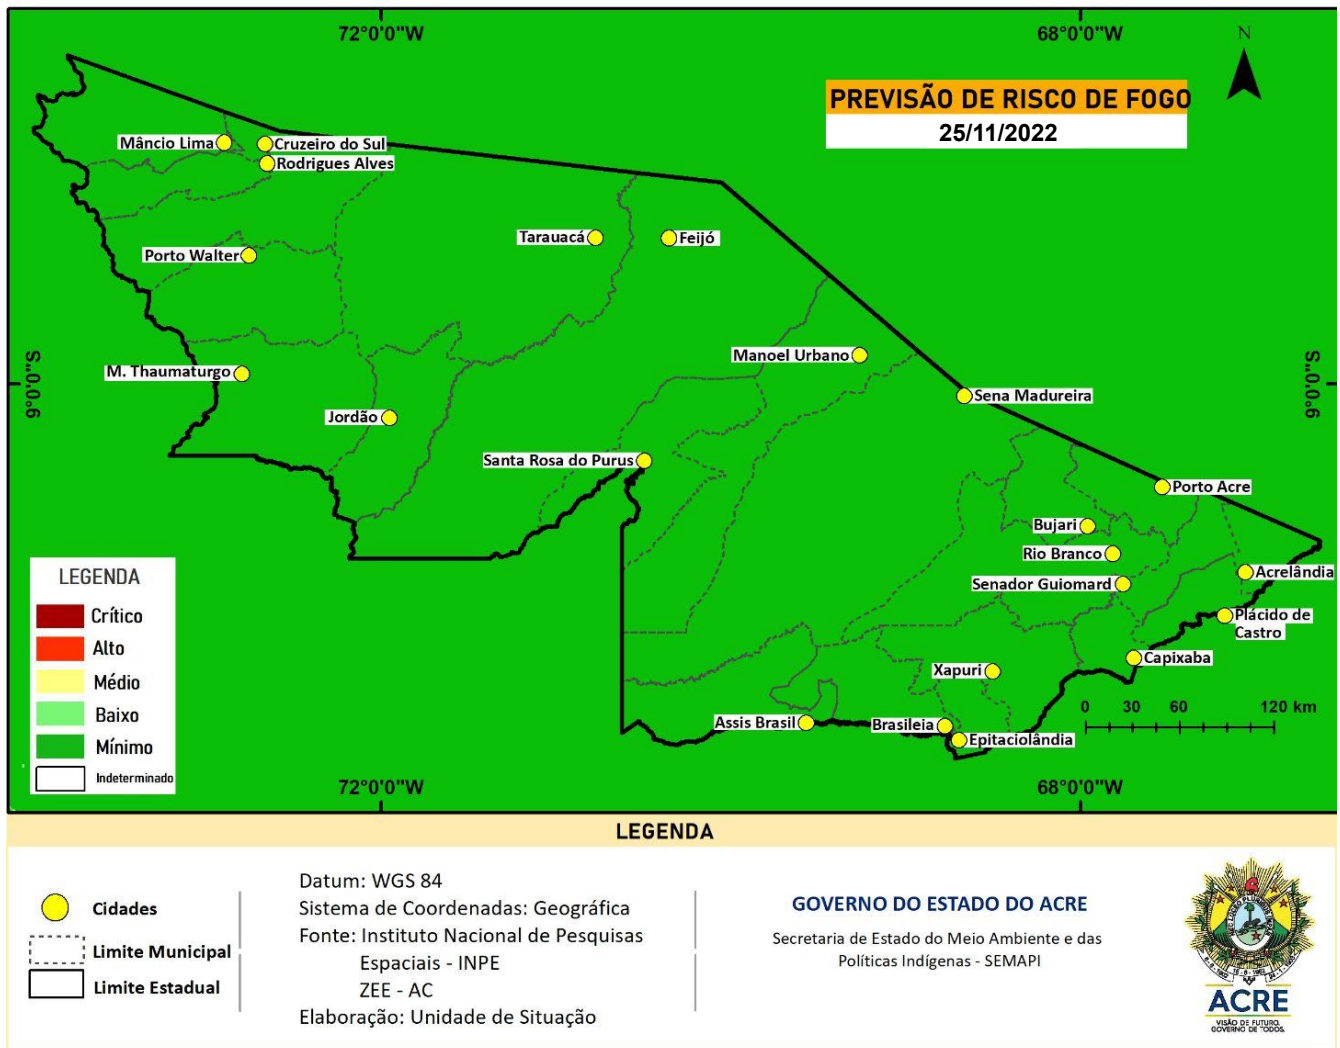 72°0'0"W
68°0'0"W
N
PREVISÃO DE RISCO DE FOGO
25/11/2022
Mâncio Lima
Cruzeiro do Sul
Rodrigues Alves
Tarauacá
Feijó
Porto Walter
Manoel Urbano
M. Thaumaturgo
9°0'0"S
9°0'0"S
Sena Madureira
Jordão
Santa Rosa do Purus
Porto Acre
Bujari
Rio Branco
Acrelândia
Senador Guiomard
Plácido de
Castro
Capixaba
Xapuri
Assis Brasil
Brasileia
Epitaciolândia
0 30 60 120 km
LEGENDA
Crítico
Alto
Médio
Baixo
Mínimo
Indeterminado
72°0'0"W
68°0'0"W
LEGENDA
Cidades
Limite Municipal
Limite Estadual
Datum: WGS 84
Sistema de Coordenadas: Geográfica
Fonte: Instituto Nacional de Pesquisas
Espaciais - INPE
ZEE - AC
Elaboração: Unidade de Situação
GOVERNO DO ESTADO DO ACRE
Secretaria de Estado do Meio Ambiente e das
Políticas Indígenas - SEMAPI
ACRE
VISÃO DE FUTURO.
GOVERNO DE TODOS.